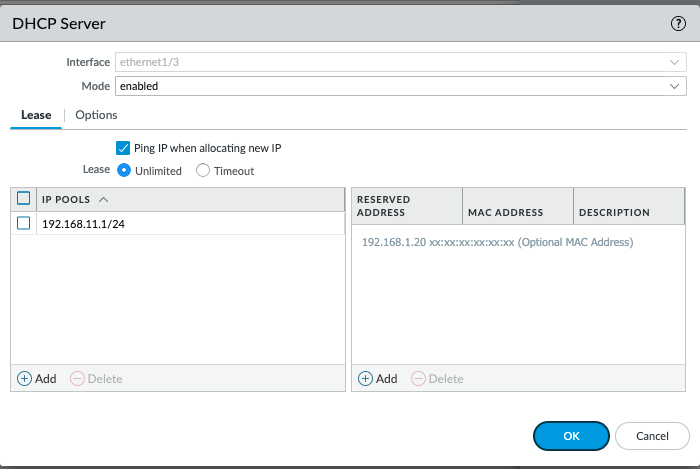 DHCP Server
Interface ethernet1/3
Mode enabled
Lease Options
Ping IP when allocating new IP
Lease Unlimited Timeout
IP POOLS
192.168.11.1/24
Add Delete
RESERVED ADDRESS MAC ADDRESS DESCRIPTION
192.168.1.20 xx:xx:xx:xx:xx:xx (Optional MAC Address)
Add Delete
OK Cancel